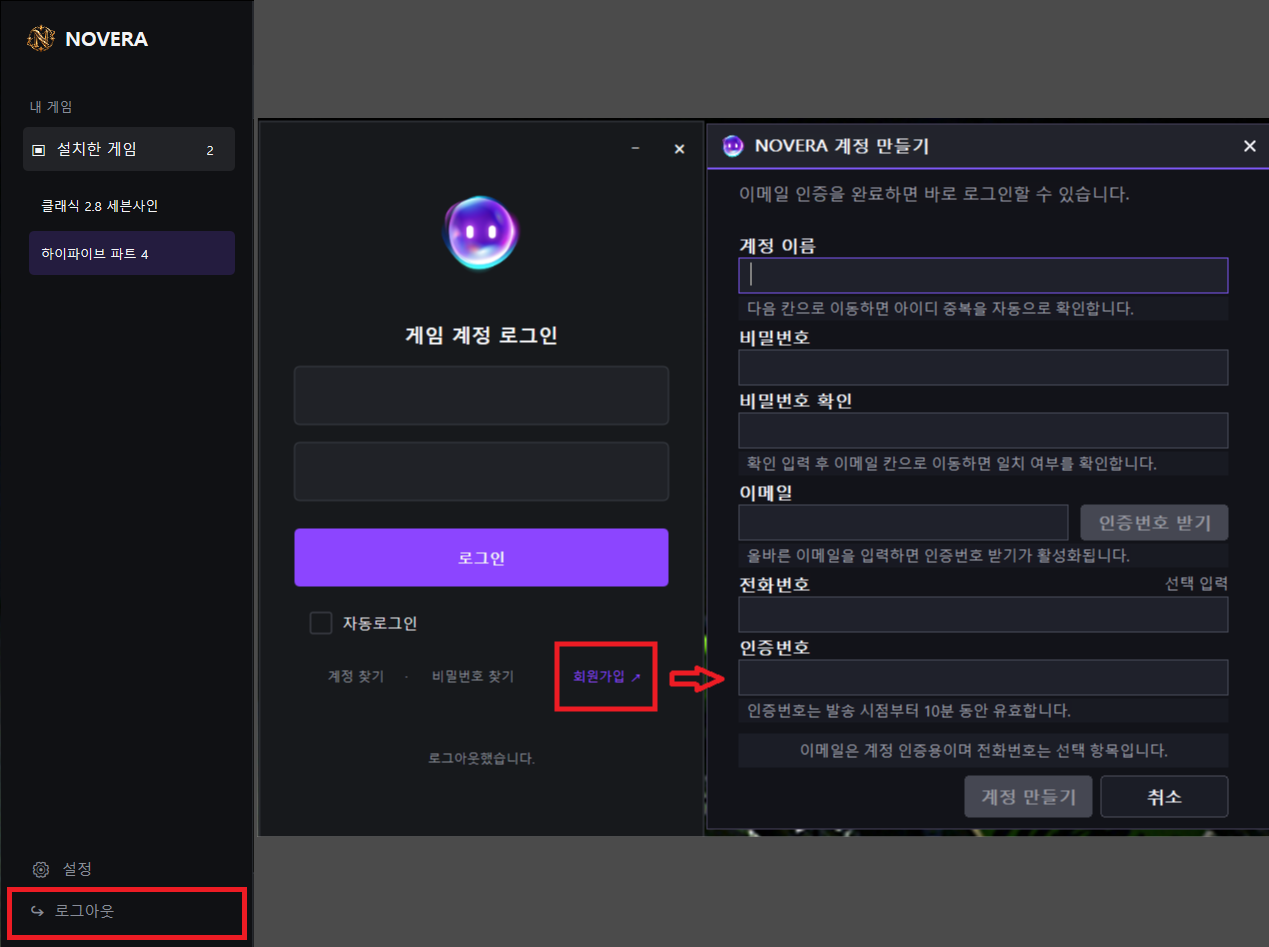 NOVERA
내 게임
설치한 게임 2
클래식 2.8 세븐사인
하이파이브 파트 4
설정
로그아웃
게임 계정 로그인
로그인
자동로그인
계정 찾기 · 비밀번호 찾기 회원가입 ↗
로그아웃했습니다.
NOVERA 계정 만들기
이메일 인증을 완료하면 바로 로그인할 수 있습니다.
계정 이름
다음 칸으로 이동하면 아이디 중복을 자동으로 확인합니다.
비밀번호
비밀번호 확인
확인 입력 후 이메일 칸으로 이동하면 일치 여부를 확인합니다.
이메일
인증번호 받기
올바른 이메일을 입력하면 인증번호 받기가 활성화됩니다.
전화번호 선택 입력
인증번호
인증번호는 발송 시점부터 10분 동안 유효합니다.
이메일은 계정 인증용이며 전화번호는 선택 항목입니다.
계정 만들기 취소